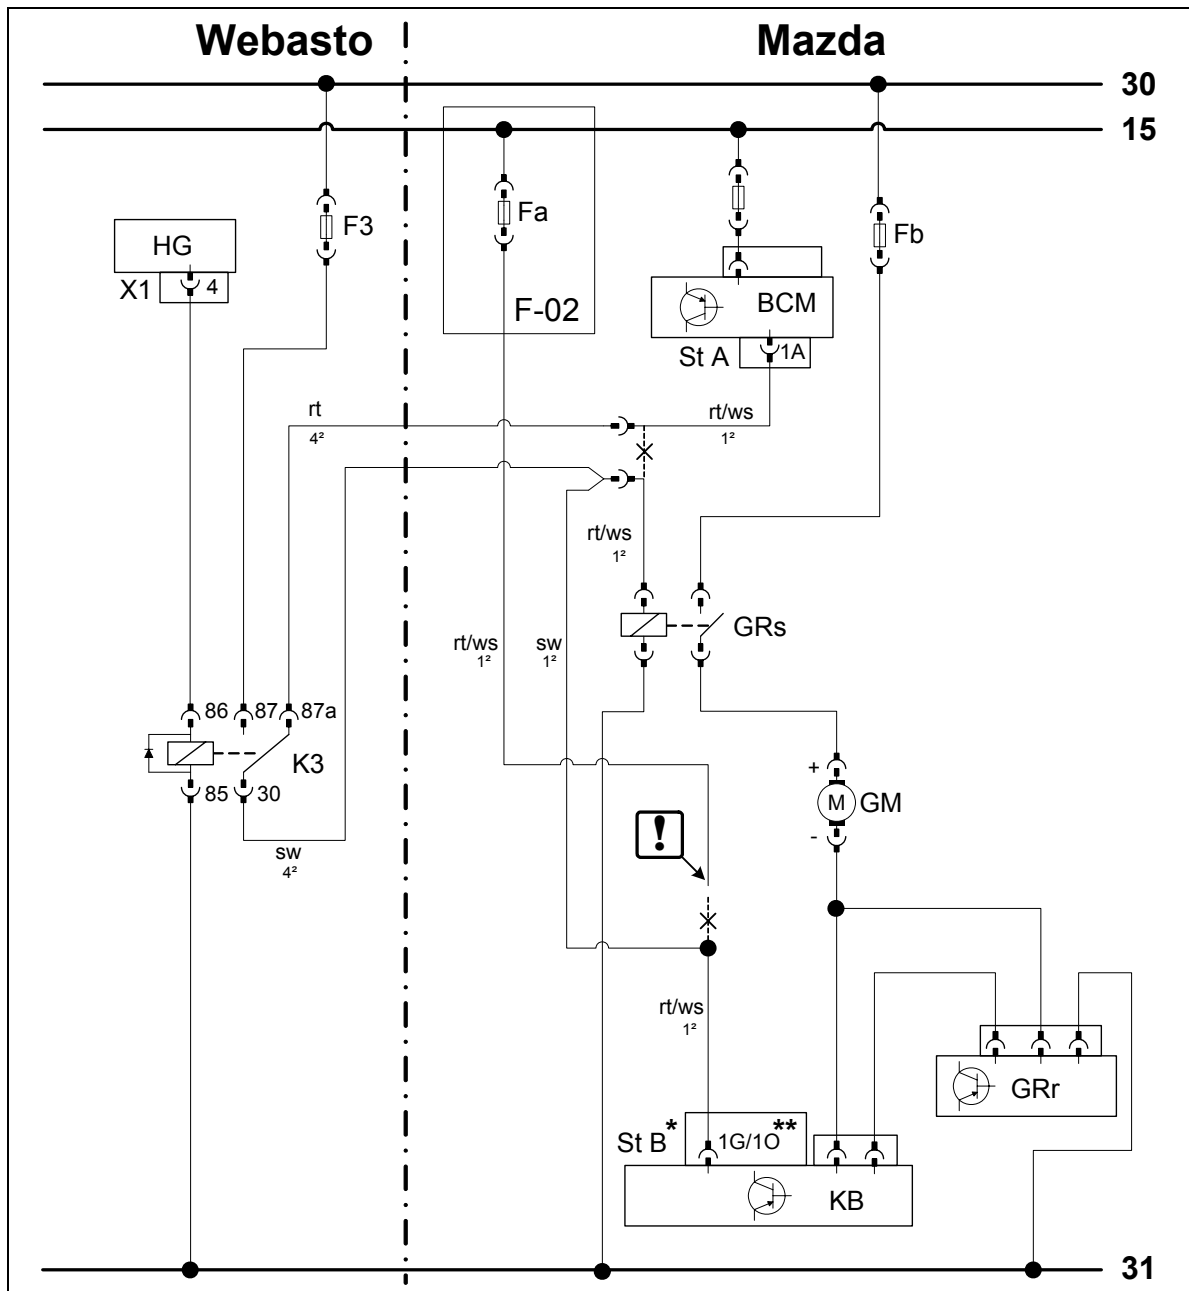 Webasto
Mazda
30
15
HG
X1
4
F3
Fa
F-02
BCM
St A
1A
Fb
rt
4²
rt/ws
1²
rt/ws
1²
GRs
rt/ws
1²
sw
1²
86
87
87a
K3
85
30
sw
4²
+
M
GM
-
!
rt/ws
1²
GRr
St B*
1G/1O**
KB
31